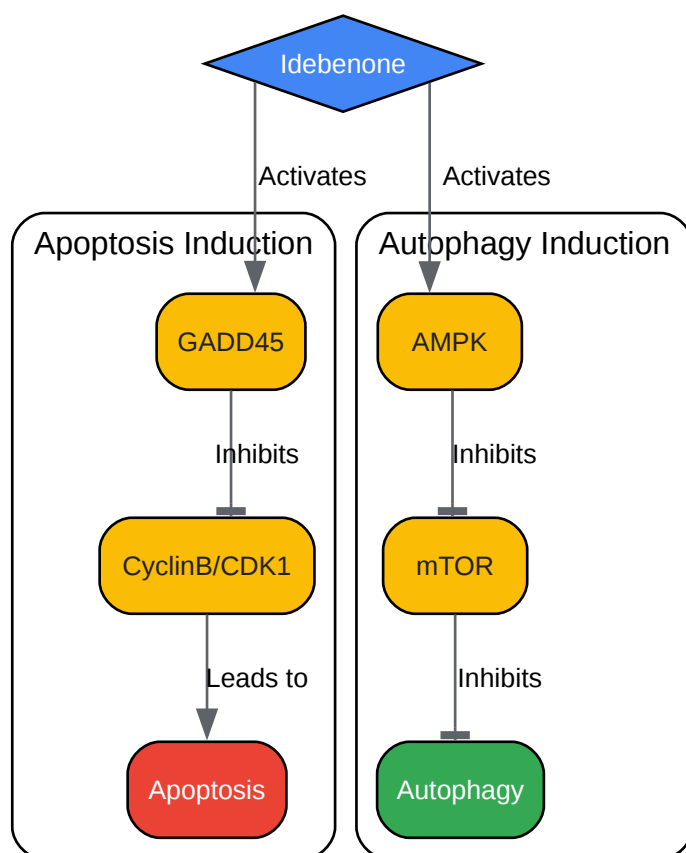 Idebenone
Activates
Activates
Apoptosis Induction
Autophagy Induction
GADD45
AMPK
Inhibits
Inhibits
CyclinB/CDK1
mTOR
Leads to
Inhibits
Apoptosis
Autophagy